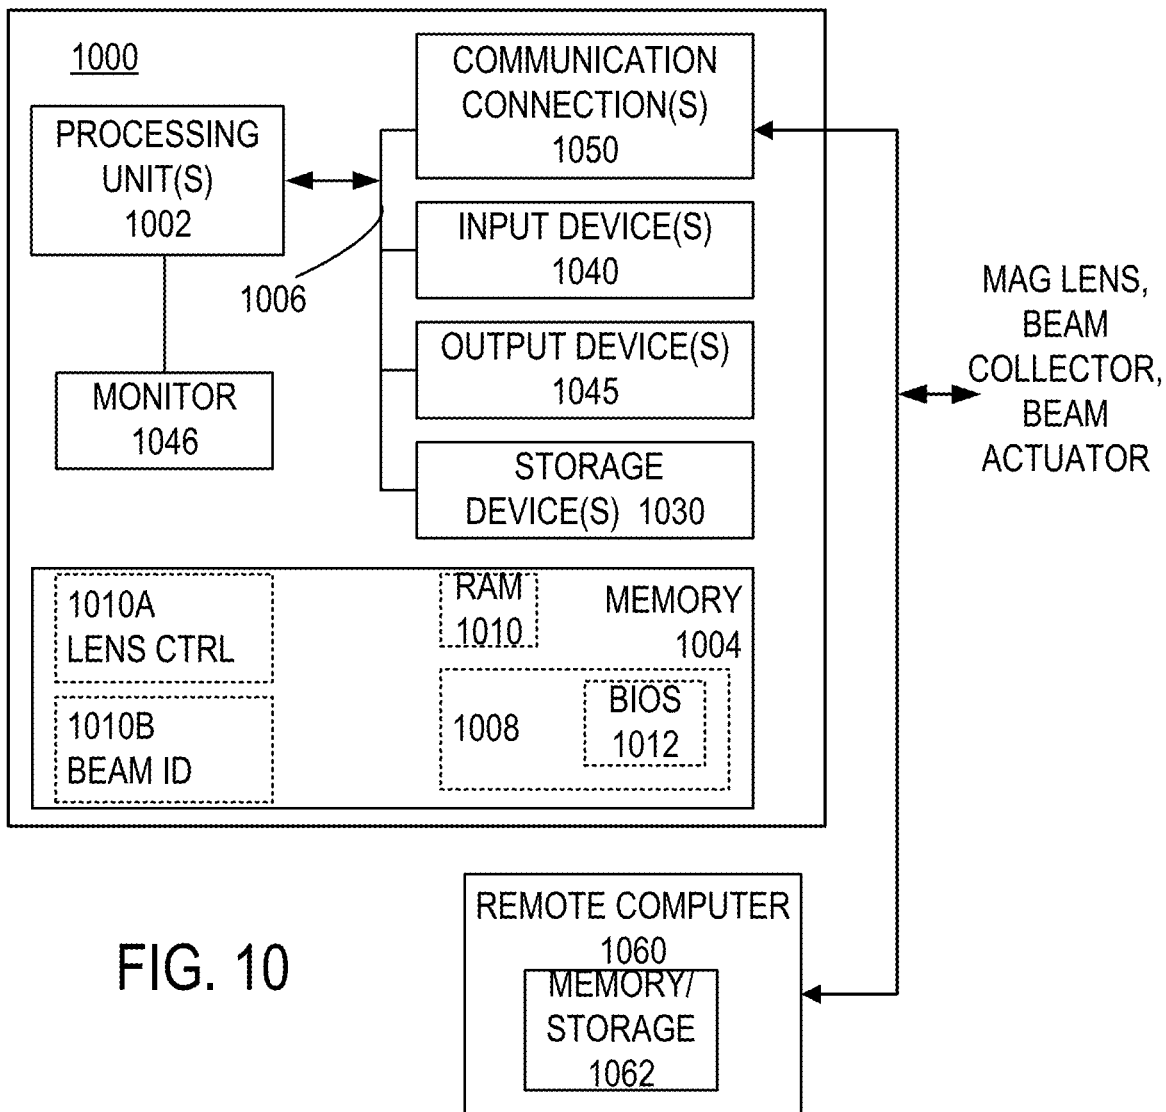 1000
PROCESSING
UNIT(S)
1002
COMMUNICATION
CONNECTION(S)
1050
INPUT DEVICE(S)
1040
1006
OUTPUT DEVICE(S)
1045
MONITOR
1046
STORAGE
DEVICE(S) 1030
MAG LENS,
BEAM
COLLECTOR,
BEAM
ACTUATOR
1010A
LENS CTRL
RAM
1010
MEMORY
1004
1010B
BEAM ID
1008
BIOS
1012
REMOTE COMPUTER
1060
MEMORY/
STORAGE
1062
FIG. 10